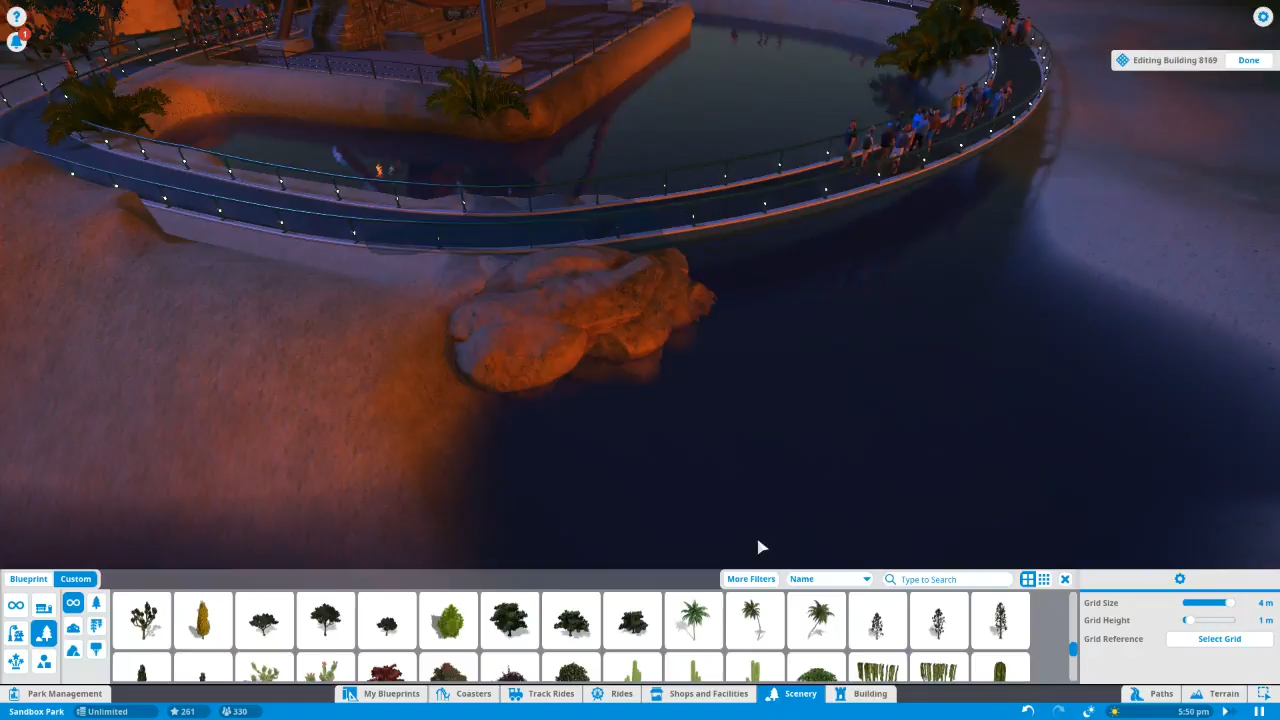 ?
1
Editing Building 8169 Done
Blueprint Custom
More Filters Name Type to Search
Grid Size 4 m
Grid Height 1 m
Grid Reference Select Grid
Park Management My Blueprints Coasters Track Rides Rides Shops and Facilities Scenery Building Paths Terrain
Sandbox Park Unlimited 261 330 5:50 pm